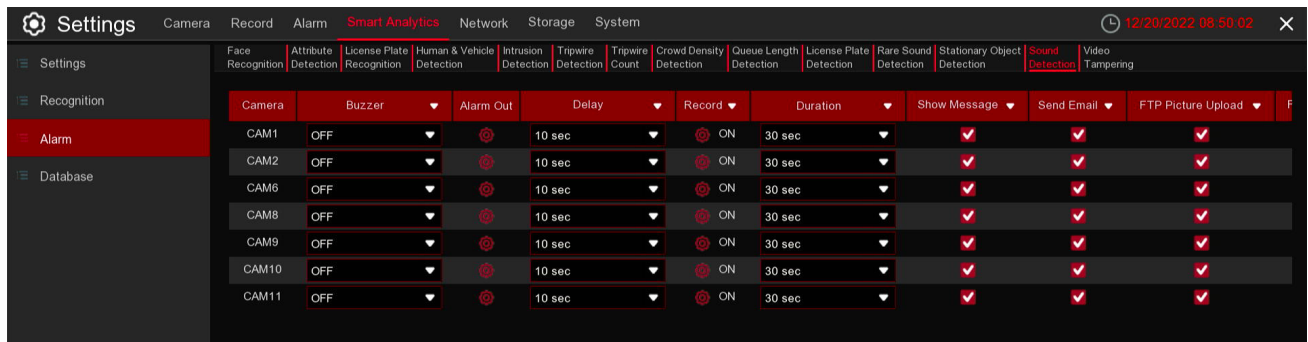 Settings Camera Record Alarm Smart Analytics Network Storage System 12/20/2022 08:50:02
Face Attribute License Plate Human & Vehicle Intrusion Tripwire Tripwire Crowd Density Queue Length License Plate Rare Sound Stationary Object Sound Video
Recognition Detection Recognition Detection Detection Detection Count Detection Detection Detection Detection Detection Detection Tampering
Settings
Recognition
Alarm
Database
Camera Buzzer Alarm Out Delay Record Duration Show Message Send Email FTP Picture Upload F
CAM1 OFF 10 sec ON 30 sec
CAM2 OFF 10 sec ON 30 sec
CAM6 OFF 10 sec ON 30 sec
CAM8 OFF 10 sec ON 30 sec
CAM9 OFF 10 sec ON 30 sec
CAM10 OFF 10 sec ON 30 sec
CAM11 OFF 10 sec ON 30 sec